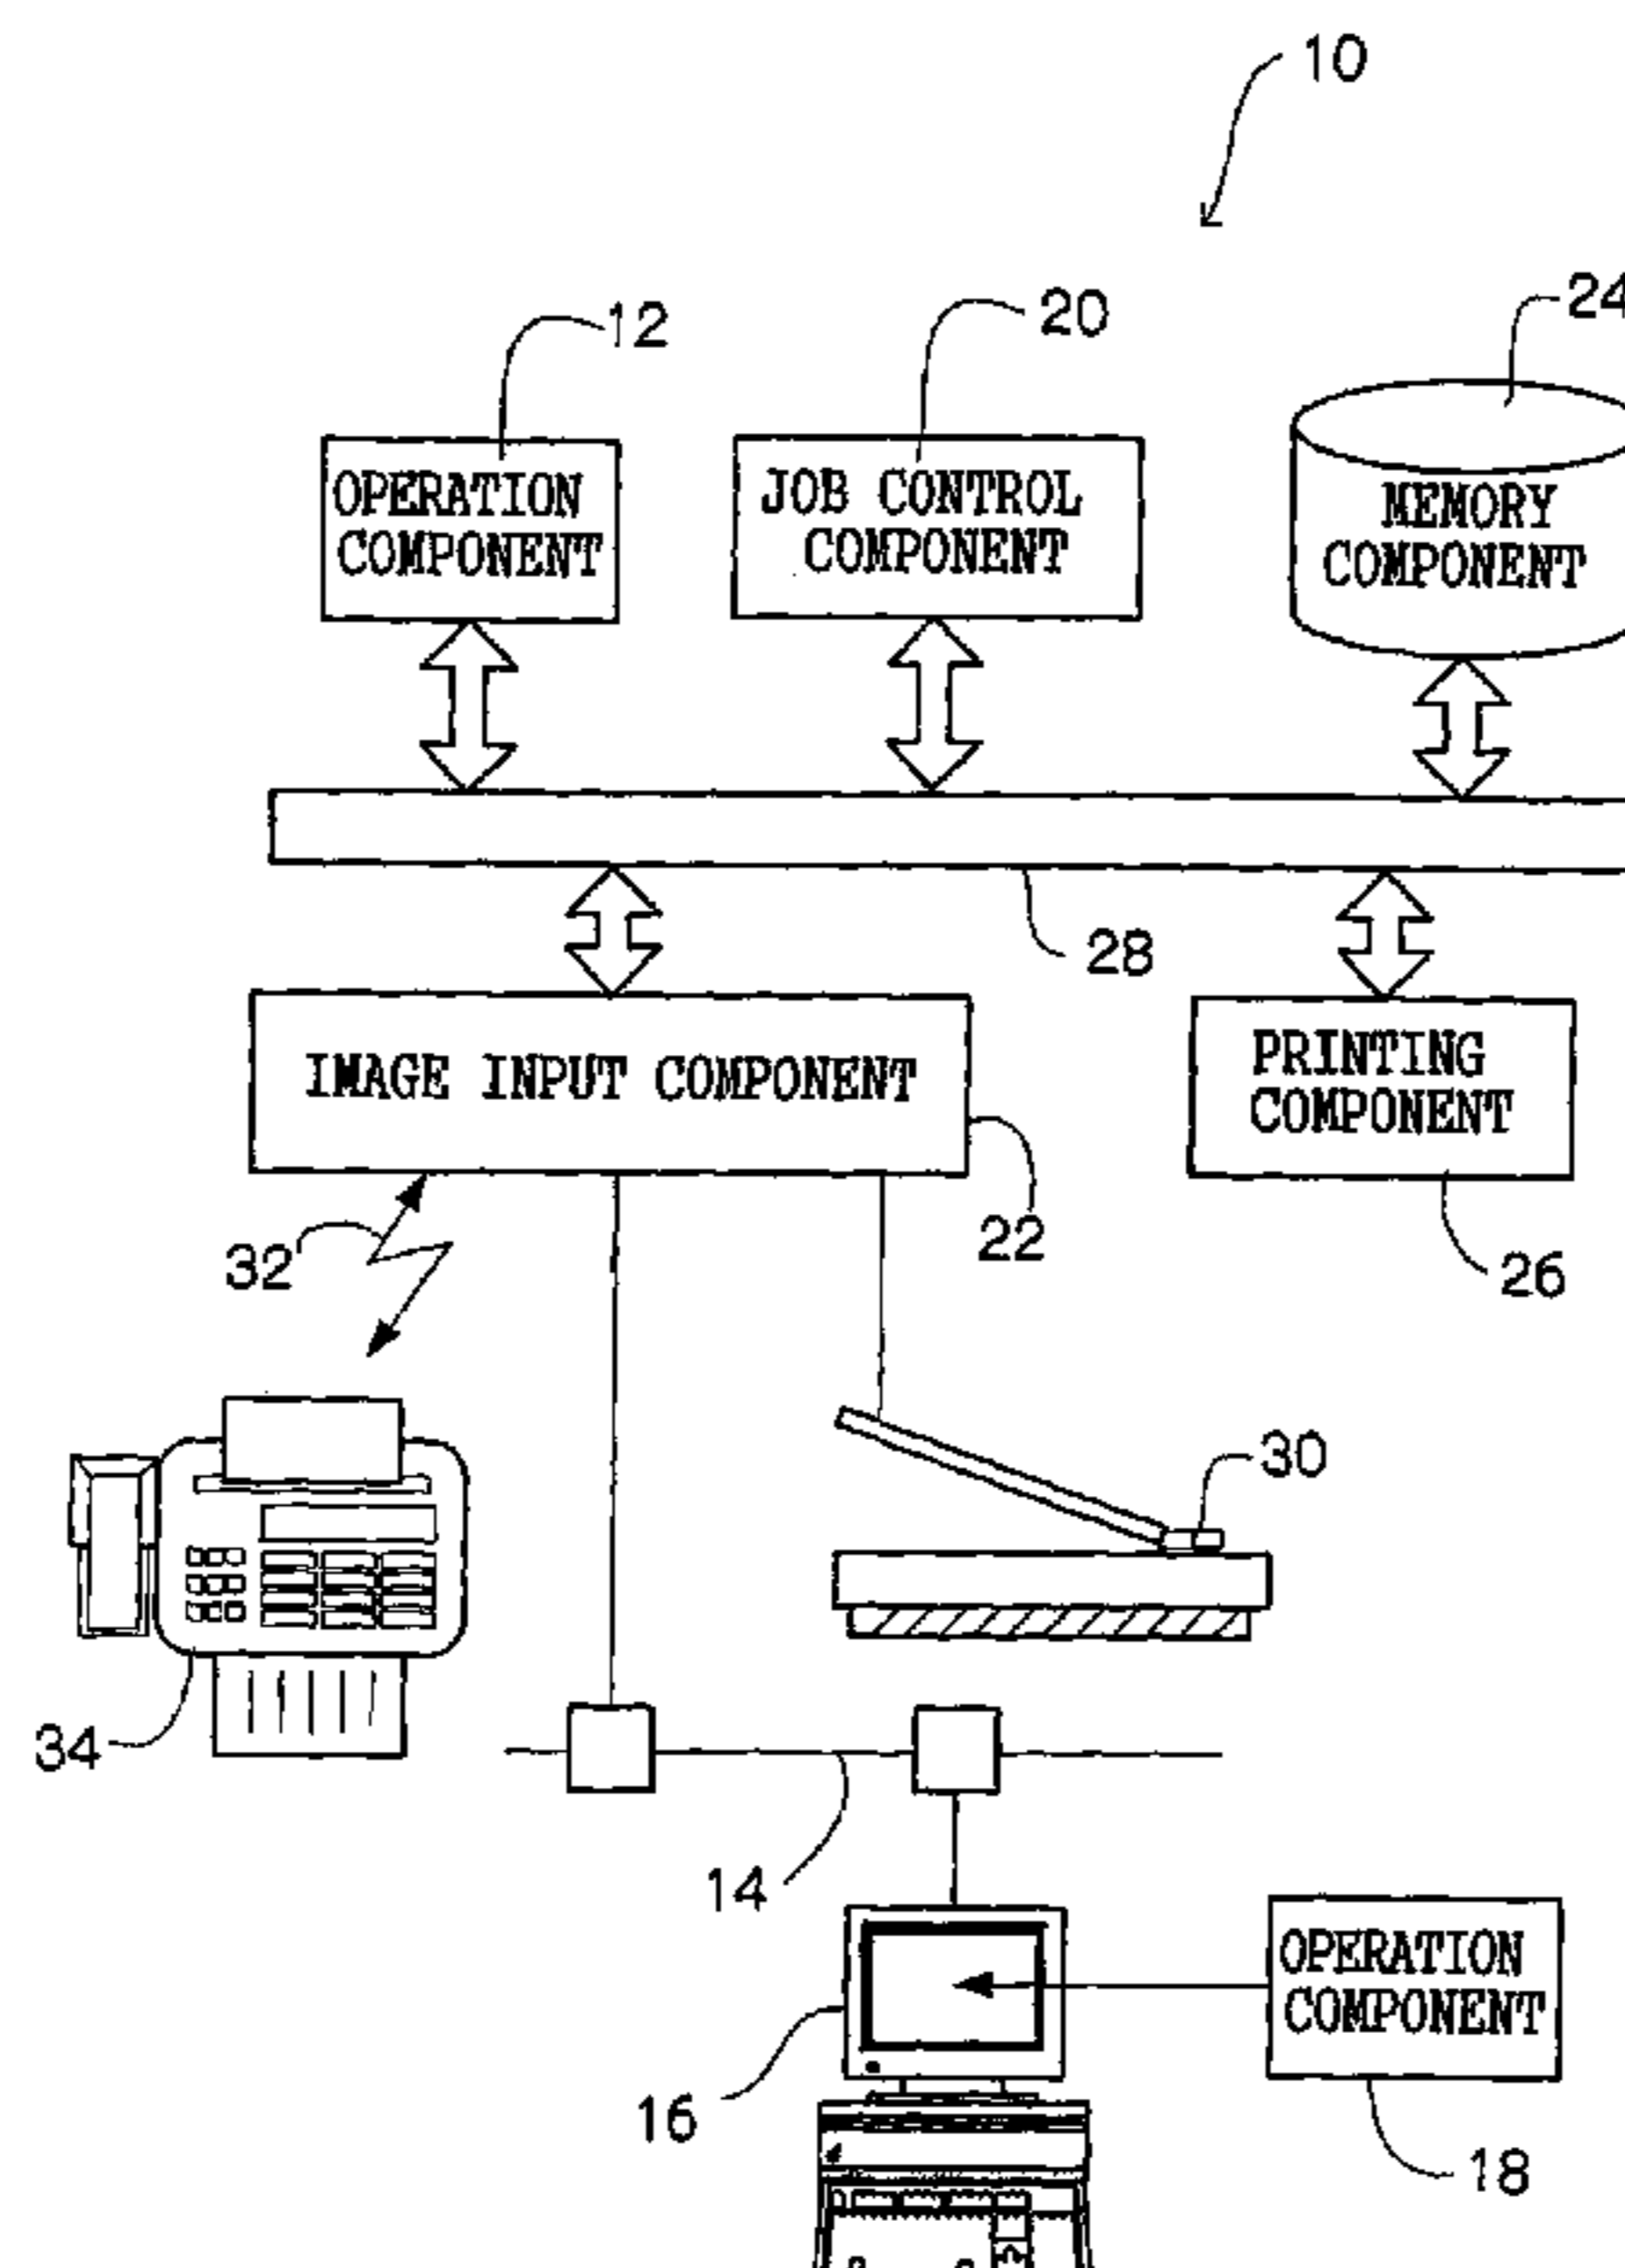 10
12
20
24
OPERATION
COMPONENT
JOB CONTROL
COMPONENT
MEMORY
COMPONENT
28
IMAGE INPUT COMPONENT
PRINTING
COMPONENT
32
22
26
30
34
14
OPERATION
COMPONENT
16
18